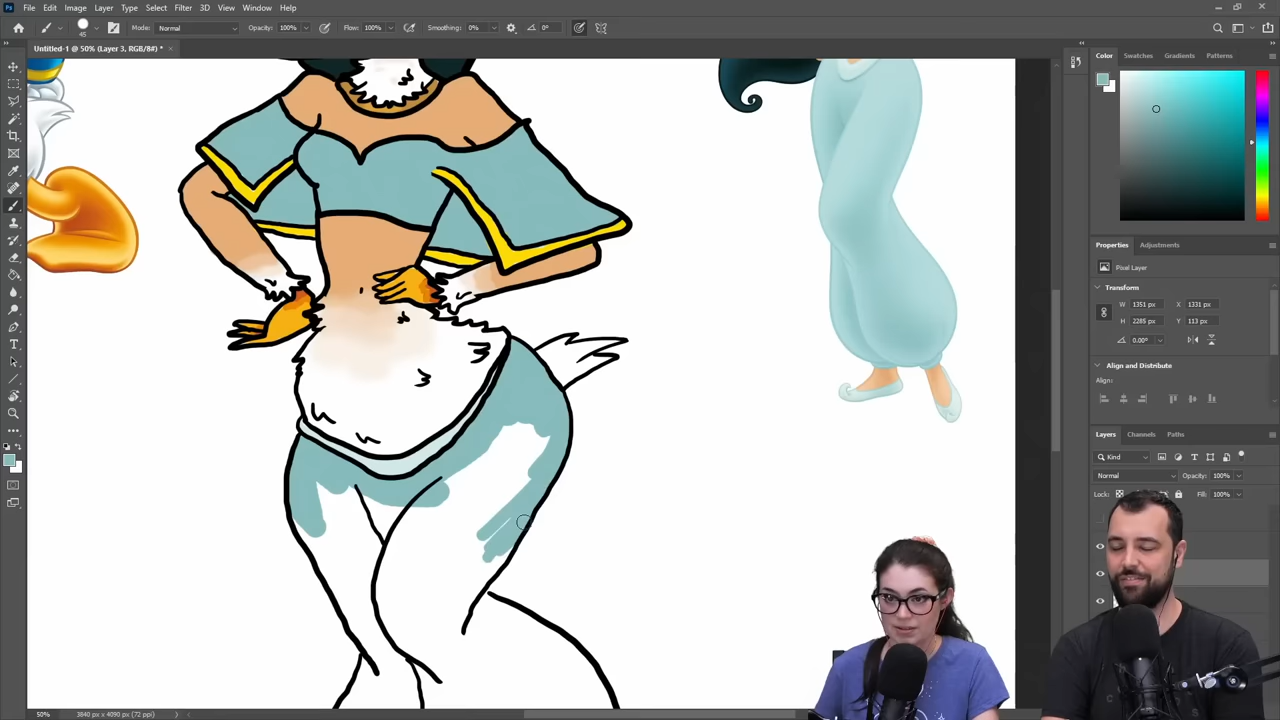 File Edit Image Layer Type Select Filter 3D View Window Help
45 Mode: Normal Opacity: 100% Flow: 100% Smoothing: 0% 0°
Untitled-1 @ 50% (Layer 3, RGB/8#) * ×
Color Swatches Gradients Patterns
Properties Adjustments
Pixel Layer
Transform
W 1351 px X 1331 px
H 2285 px Y 113 px
0.00°
Align and Distribute
Align:
Layers Channels Paths
Kind
Normal Opacity: 100%
Lock: Fill: 100%
50% 3840 px x 4090 px (72 ppi)